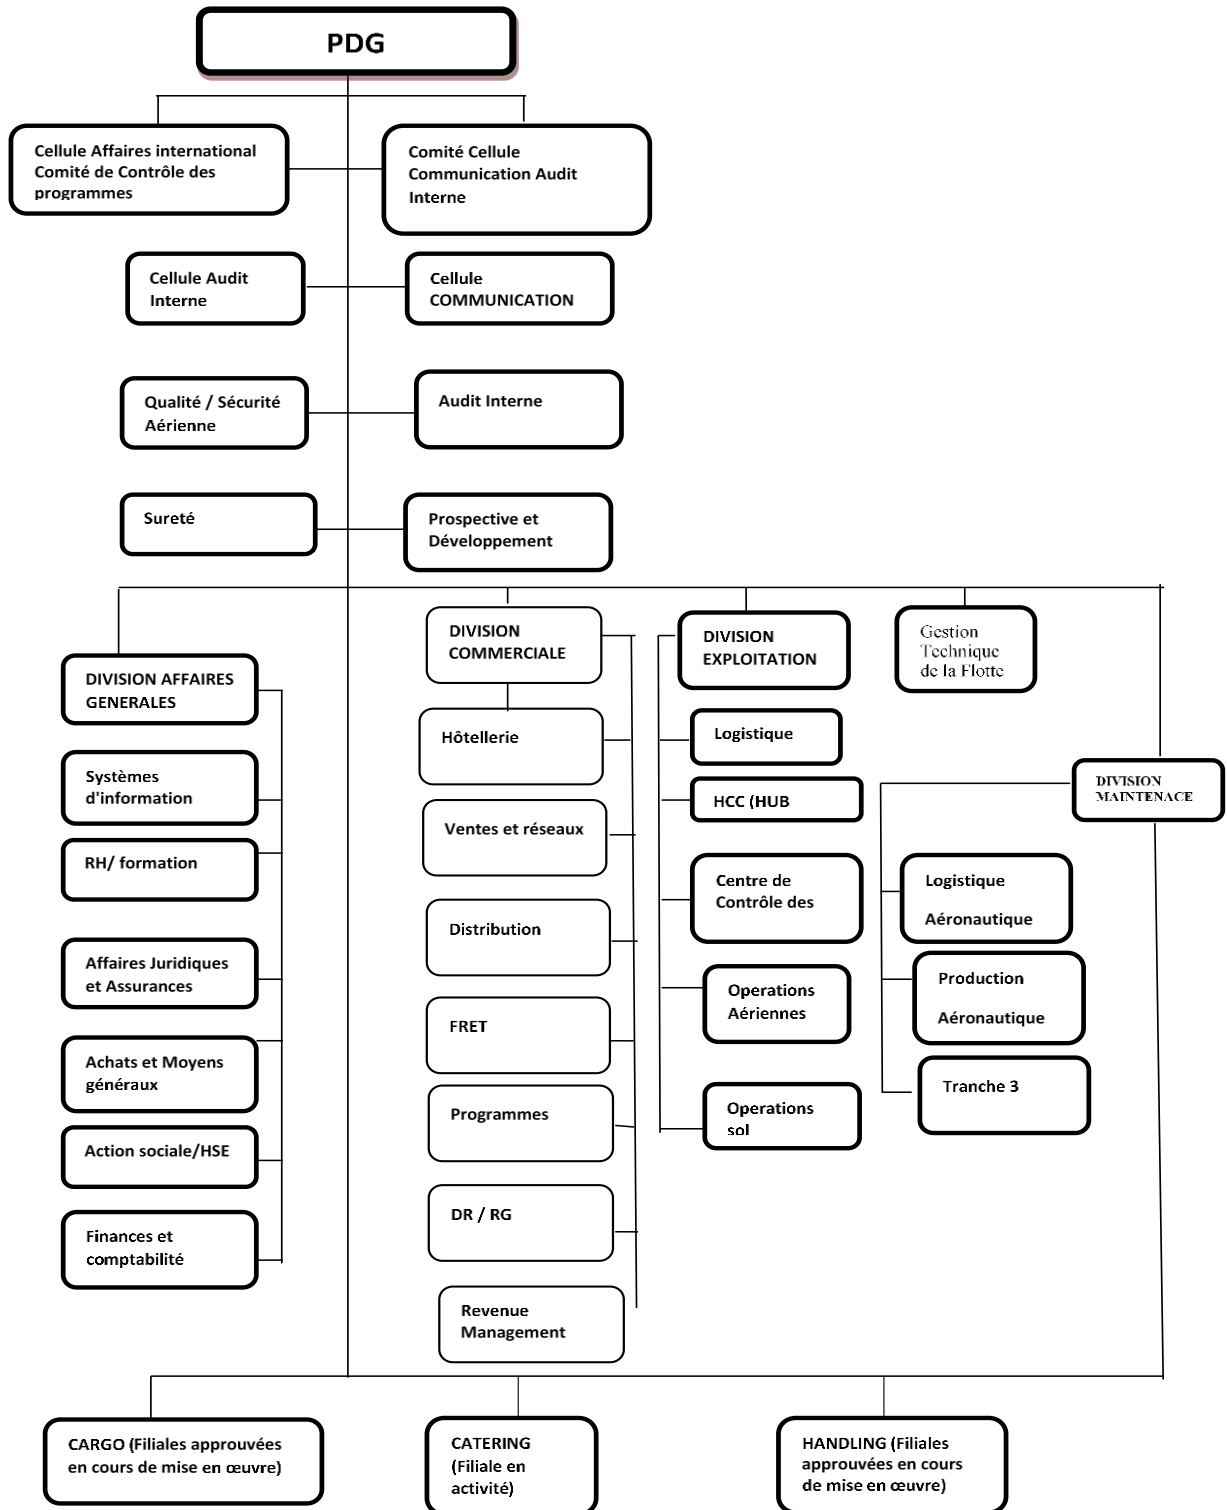 PDG
Cellule Affaires international
Comité de Contrôle des
programmes
Comité Cellule
Communication Audit
Interne
Cellule Audit
Interne
Cellule
COMMUNICATION
Qualité / Sécurité
Aérienne
Audit Interne
Sureté
Prospective et
Développement
DIVISION AFFAIRES
GENERALES
Systèmes
d'information
RH/ formation
Affaires Juridiques
et Assurances
Achats et Moyens
généraux
Action sociale/HSE
Finances et
comptabilité
DIVISION
COMMERCIALE
Hôtellerie
Ventes et réseaux
Distribution
FRET
Programmes
DR / RG
Revenue
Management
DIVISION
EXPLOITATION
Logistique
HCC (HUB
Centre de
Contrôle des
Operations
Aériennes
Operations
sol
Gestion
Technique
de la Flotte
DIVISION
MAINTENACE
Logistique
Aéronautique
Production
Aéronautique
Tranche 3
CARGO (Filiales approuvées
en cours de mise en œuvre)
CATERING
(Filiale en
activité)
HANDLING (Filiales
approuvées en cours
de mise en œuvre)